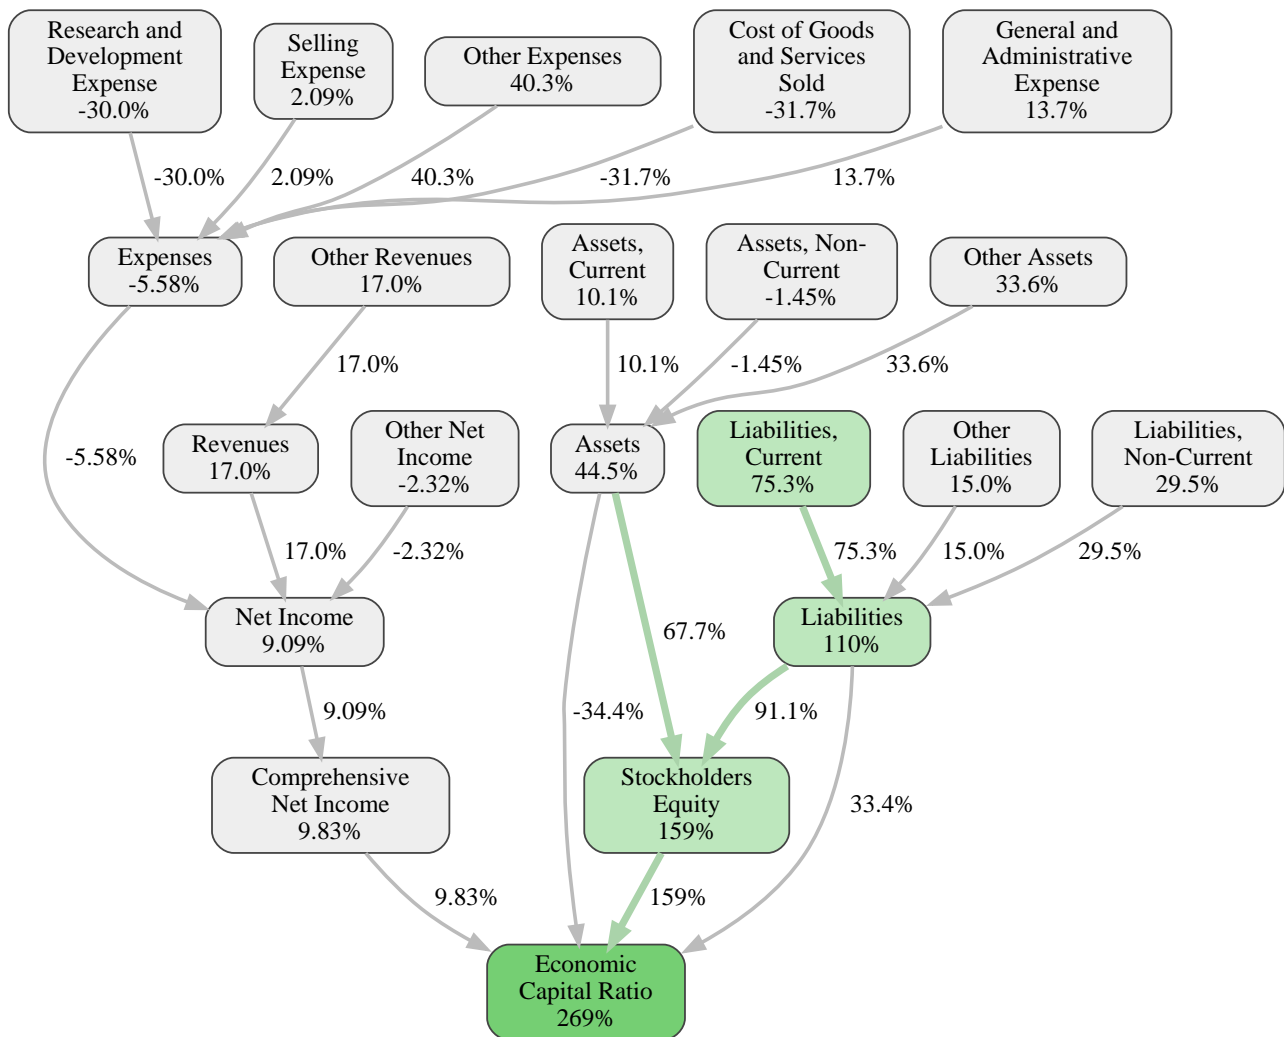 Research and
Development
Expense
-30.0%
Selling
Expense
2.09%
Other Expenses
40.3%
Cost of Goods
and Services
Sold
-31.7%
General and
Administrative
Expense
13.7%
-30.0%
2.09%
40.3%
-31.7%
13.7%
Expenses
-5.58%
Other Revenues
17.0%
Assets,
Current
10.1%
Assets, Non-
Current
-1.45%
Other Assets
33.6%
17.0%
10.1%
-1.45%
33.6%
-5.58%
Revenues
17.0%
Other Net
Income
-2.32%
Assets
44.5%
Liabilities,
Current
75.3%
Other
Liabilities
15.0%
Liabilities,
Non-Current
29.5%
17.0%
-2.32%
75.3%
15.0%
29.5%
Net Income
9.09%
67.7%
Liabilities
110%
9.09%
-34.4%
91.1%
Comprehensive
Net Income
9.83%
Stockholders
Equity
159%
33.4%
9.83%
159%
Economic
Capital Ratio
269%